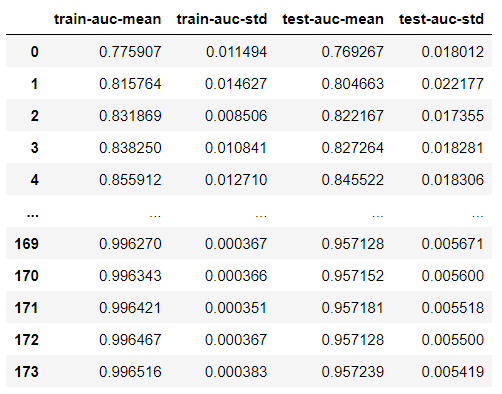 train-auc-mean train-auc-std test-auc-mean test-auc-std
0 0.775907 0.011494 0.769267 0.018012
1 0.815764 0.014627 0.804663 0.022177
2 0.831869 0.008506 0.822167 0.017355
3 0.838250 0.010841 0.827264 0.018281
4 0.855912 0.012710 0.845522 0.018306
... ... ... ... ...
169 0.996270 0.000367 0.957128 0.005671
170 0.996343 0.000366 0.957152 0.005600
171 0.996421 0.000351 0.957181 0.005518
172 0.996467 0.000367 0.957128 0.005500
173 0.996516 0.000383 0.957239 0.005419